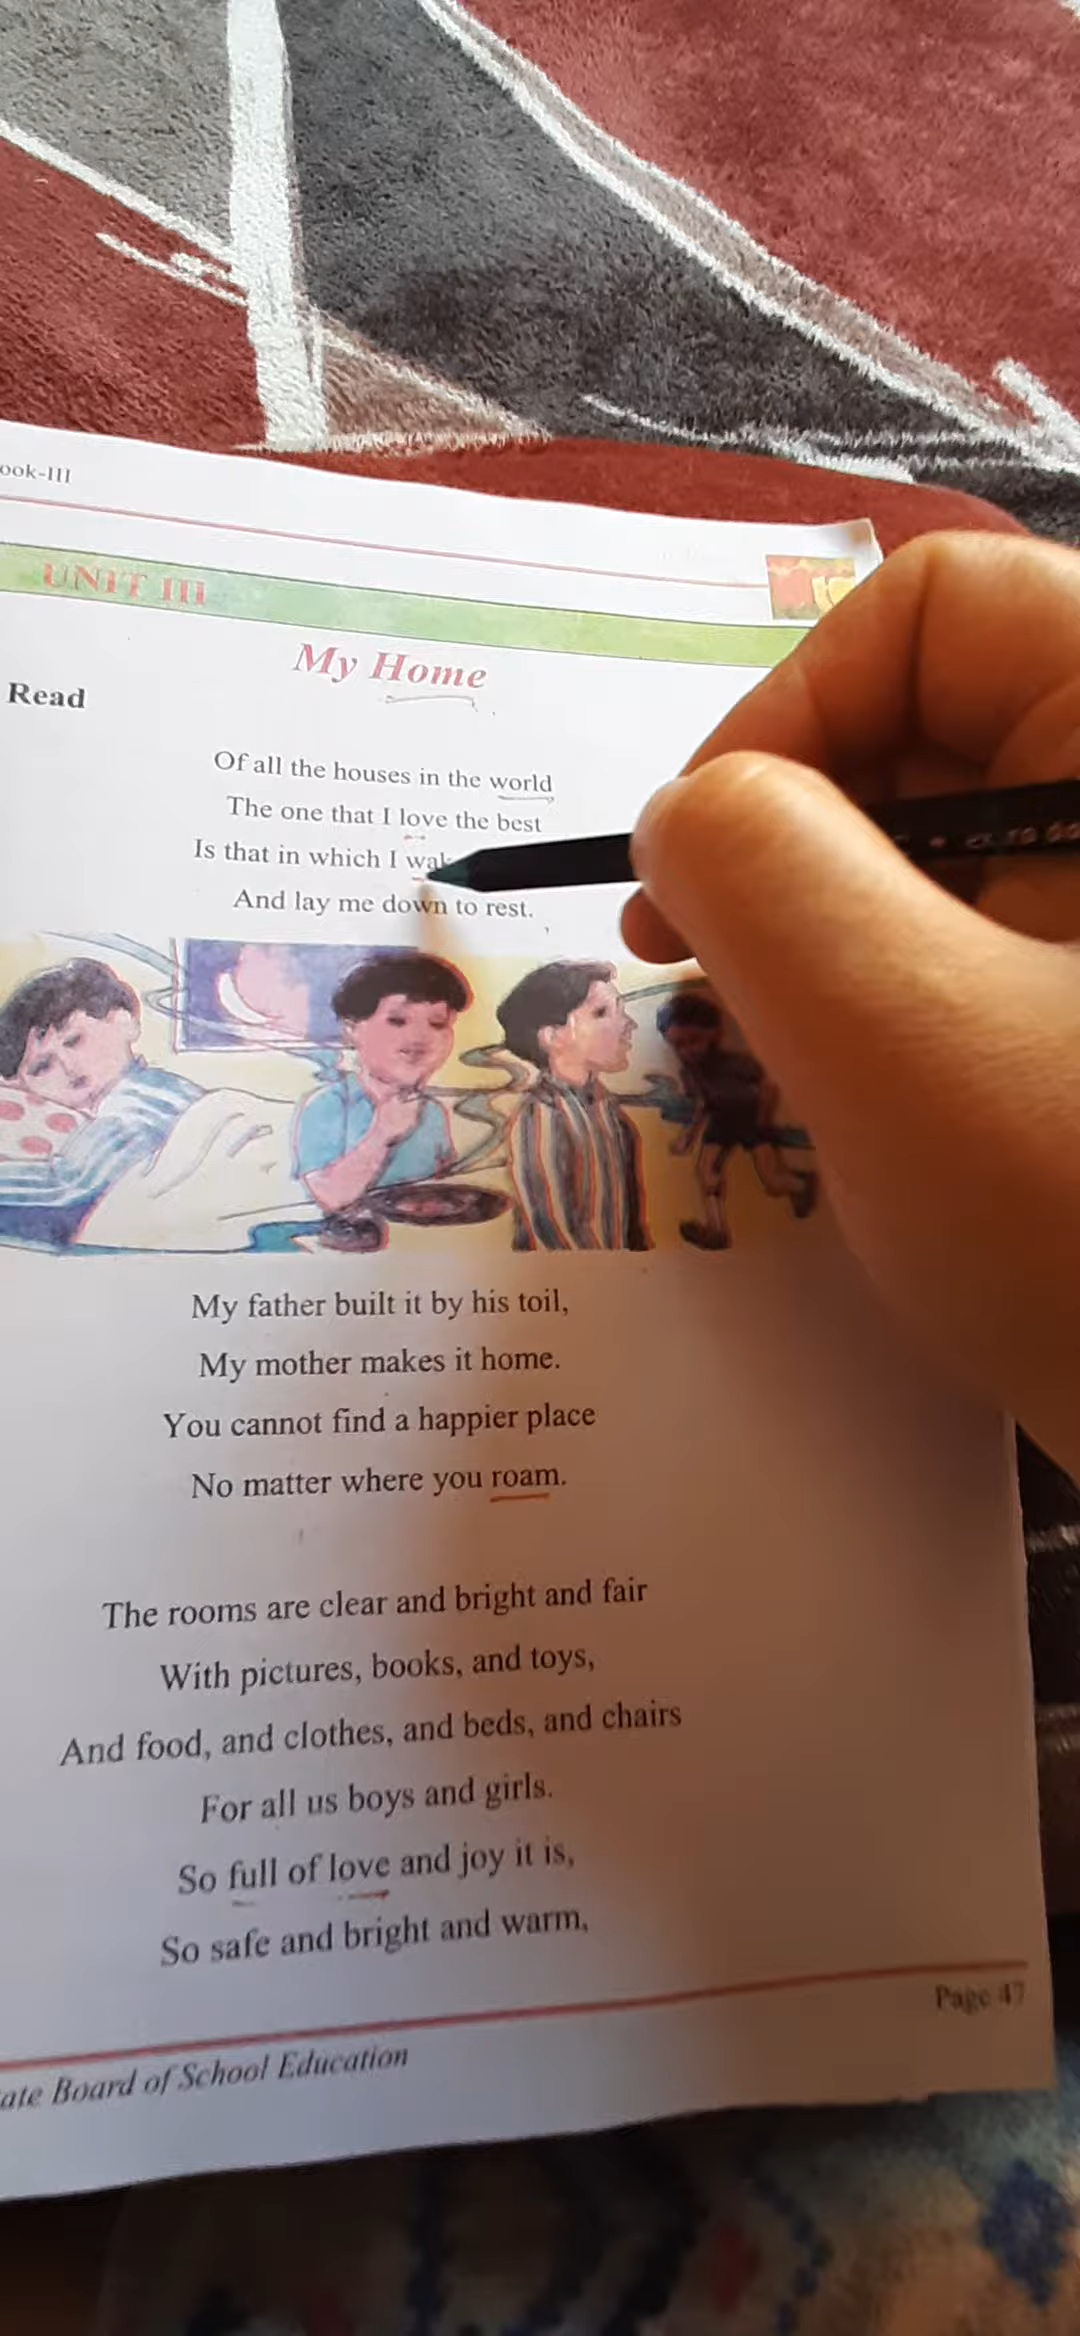 ook-III
UNIT III
My Home
Read
Of all the houses in the world
The one that I love the best
Is that in which I
And lay me down to rest.
My father built it by his toil,
My mother makes it home.
You cannot find a happier place
No matter where you roam.
The rooms are clear and bright and fair
With pictures, books, and toys,
And food, and clothes, and beds, and chairs
For all us boys and girls.
So full of love and joy it is,
So safe and bright and warm,
Page 47
ate Board of School Education